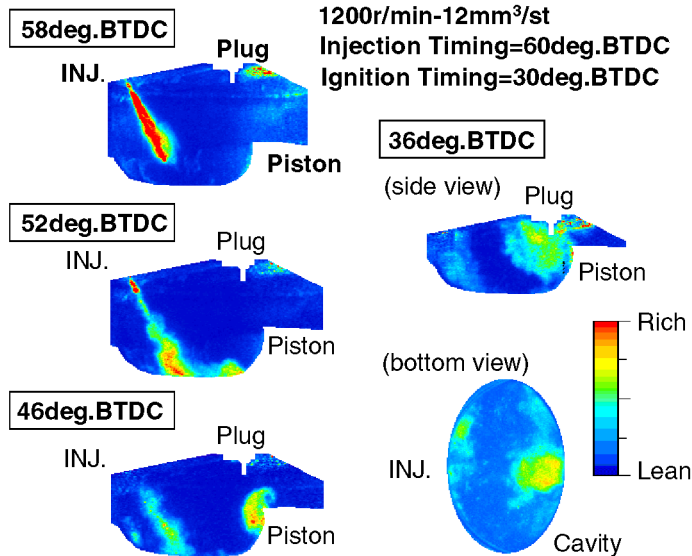 58deg.BTDC
Plug
INJ.
Piston
1200r/min-12mm³/st
Injection Timing=60deg.BTDC
Ignition Timing=30deg.BTDC
52deg.BTDC
Plug
INJ.
Piston
46deg.BTDC
Plug
INJ.
Piston
36deg.BTDC
(side view)
Plug
Piston
Rich
(bottom view)
INJ.
Lean
Cavity